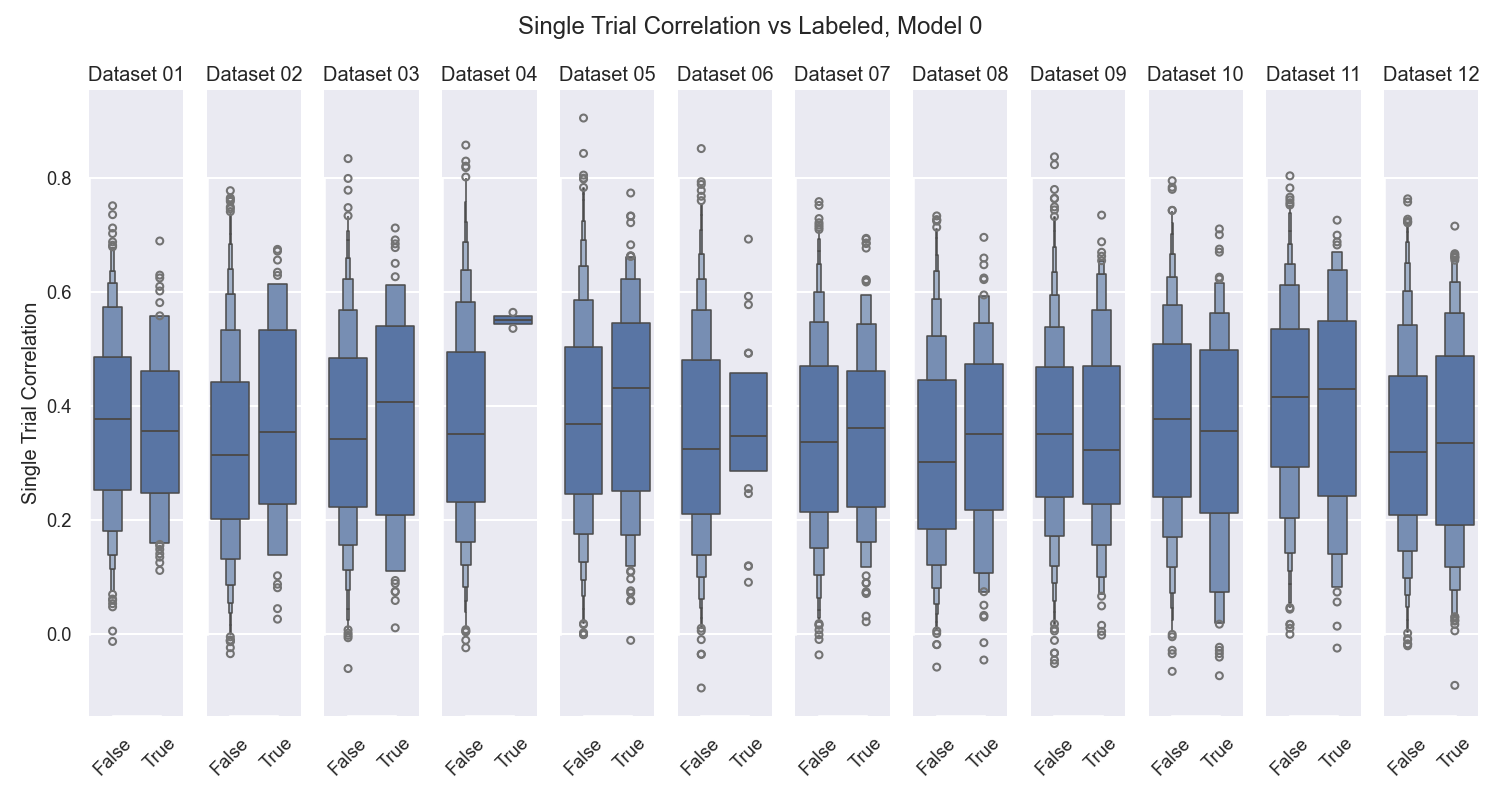 Single Trial Correlation vs Labeled, Model 0
Dataset 01 Dataset 02 Dataset 03 Dataset 04 Dataset 05 Dataset 06 Dataset 07 Dataset 08 Dataset 09 Dataset 10 Dataset 11 Dataset 12
Single Trial Correlation
0.8
0.6
0.4
0.2
0.0
False True False True False True False True False True False True False True False True False True False True False True False True